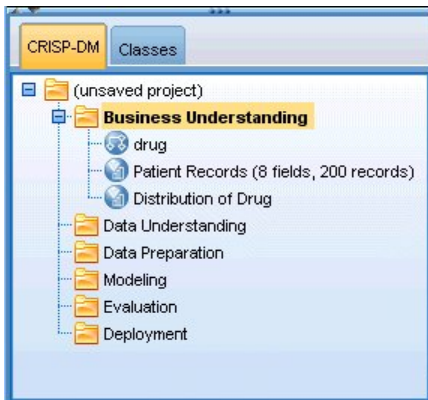 CRISP-DM Classes
(unsaved project)
Business Understanding
drug
Patient Records (8 fields, 200 records)
Distribution of Drug
Data Understanding
Data Preparation
Modeling
Evaluation
Deployment